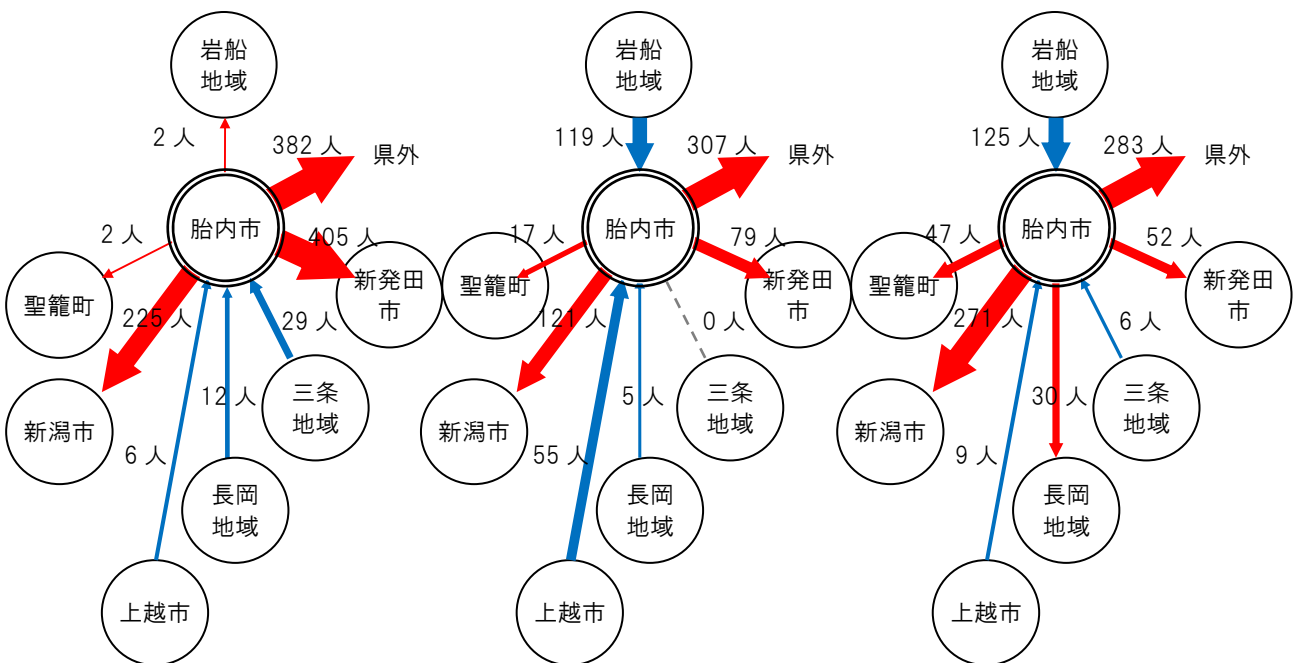 岩船
地域
2 人
382 人
県外
胎内市
2 人
405 人
聖籠町
新発田
市
225 人
29 人
新潟市
12 人
三条
地域
6 人
長岡
地域
上越市
岩船
地域
119 人
307 人
県外
胎内市
17 人
79 人
聖籠町
新発田
市
121 人
0 人
新潟市
5 人
三条
地域
55 人
長岡
地域
上越市
岩船
地域
125 人
283 人
県外
胎内市
47 人
52 人
聖籠町
新発田
市
271 人
6 人
新潟市
30 人
三条
地域
9 人
長岡
地域
上越市